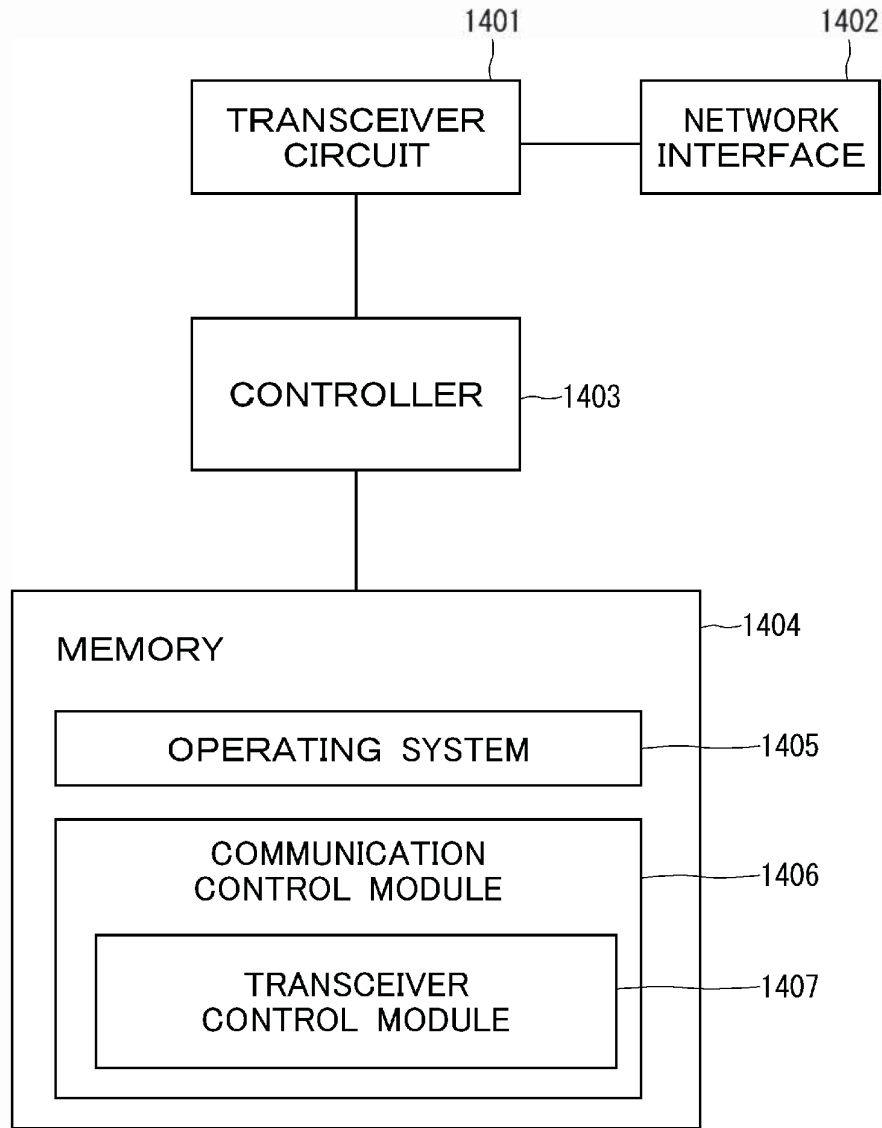 1401
1402
TRANSCEIVER
CIRCUIT
NETWORK
INTERFACE
CONTROLLER
1403
MEMORY
1404
OPERATING SYSTEM
1405
COMMUNICATION
CONTROL MODULE
1406
TRANSCEIVER
CONTROL MODULE
1407